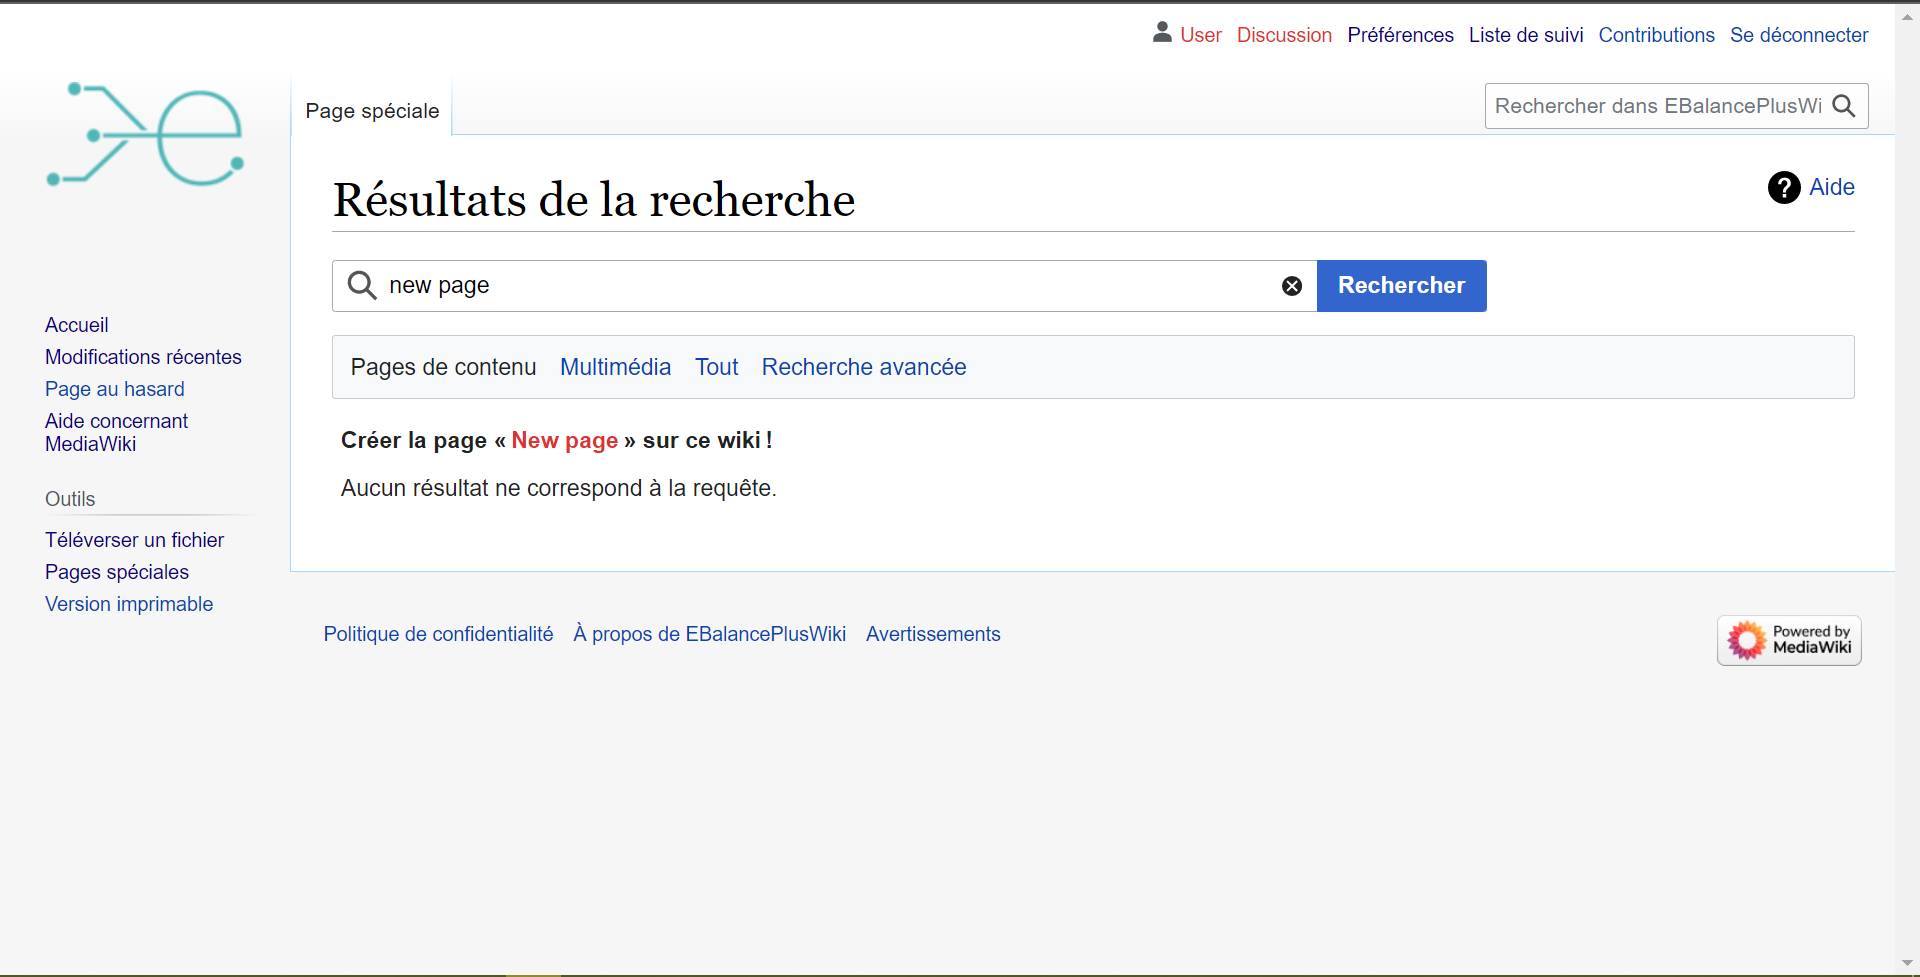 User Discussion Préférences Liste de suivi Contributions Se déconnecter
Page spéciale
Rechercher dans EBalancePlusWi
Résultats de la recherche
Aide
new page
Rechercher
Pages de contenu Multimédia Tout Recherche avancée
Créer la page « New page » sur ce wiki !
Aucun résultat ne correspond à la requête.
Accueil
Modifications récentes
Page au hasard
Aide concernant
MediaWiki
Outils
Téléverser un fichier
Pages spéciales
Version imprimable
Politique de confidentialité À propos de EBalancePlusWiki Avertissements
Powered by
MediaWiki